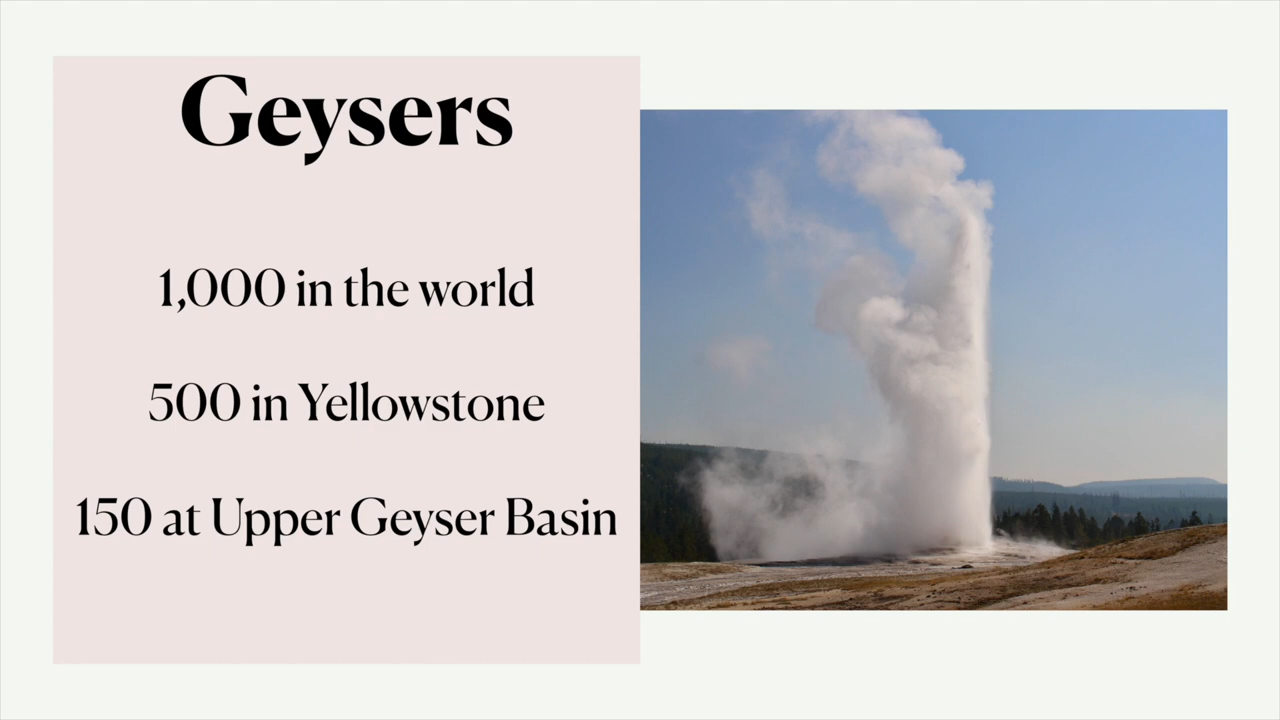 Geysers
1,000 in the world
500 in Yellowstone
150 at Upper Geyser Basin